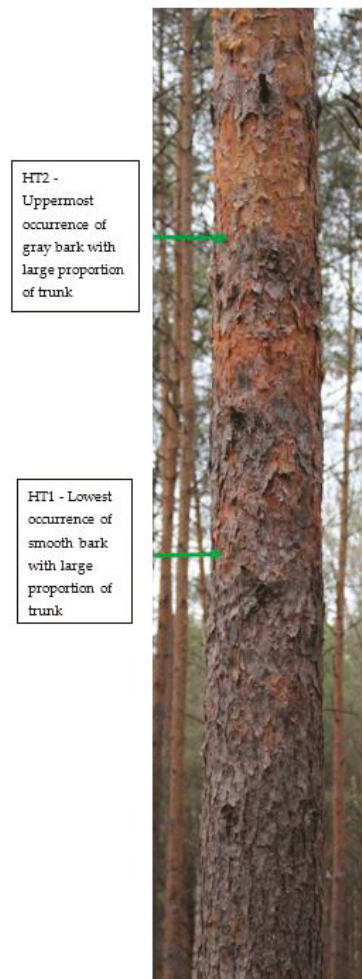 HT2 -
Uppermost
occurrence of
gray bark with
large proportion
of trunk
HT1 - Lowest
occurrence of
smooth bark
with large
proportion of
trunk